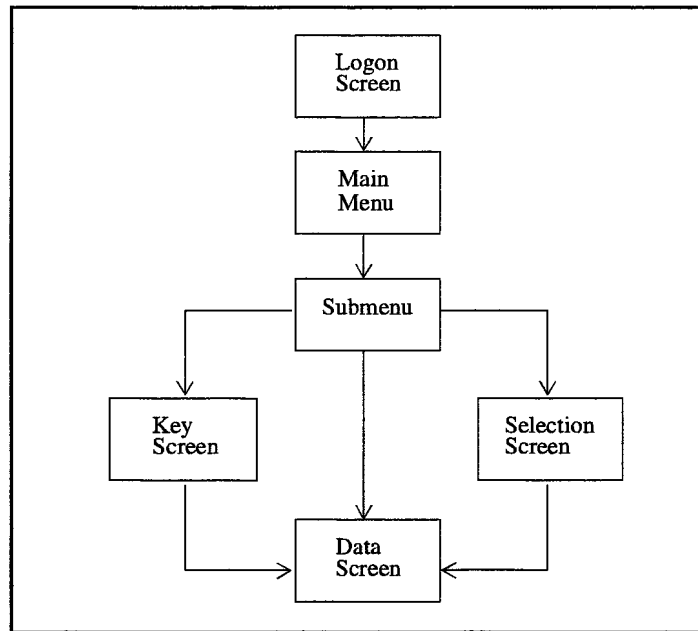 Logon
Screen
Main
Menu
Submenu
Key
Screen
Selection
Screen
Data
Screen